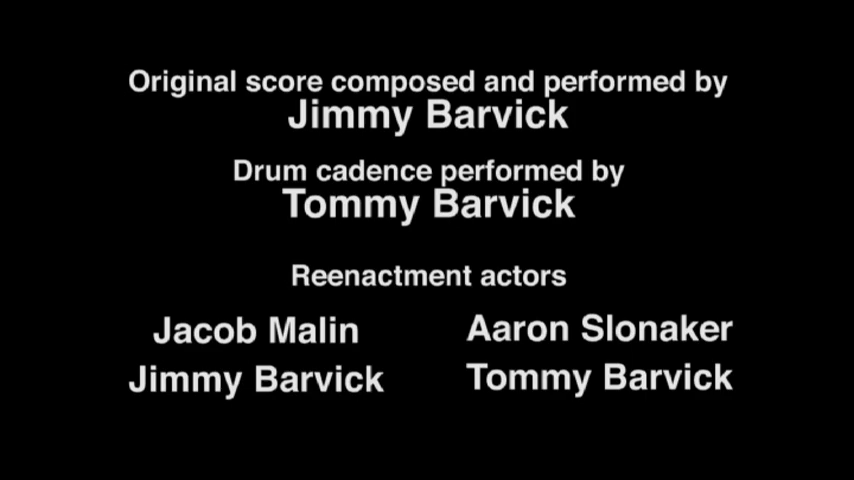 Original score composed and performed by
Jimmy Barvick
Drum cadence performed by
Tommy Barvick
Reenactment actors
Jacob Malin
Aaron Slonaker
Jimmy Barvick
Tommy Barvick